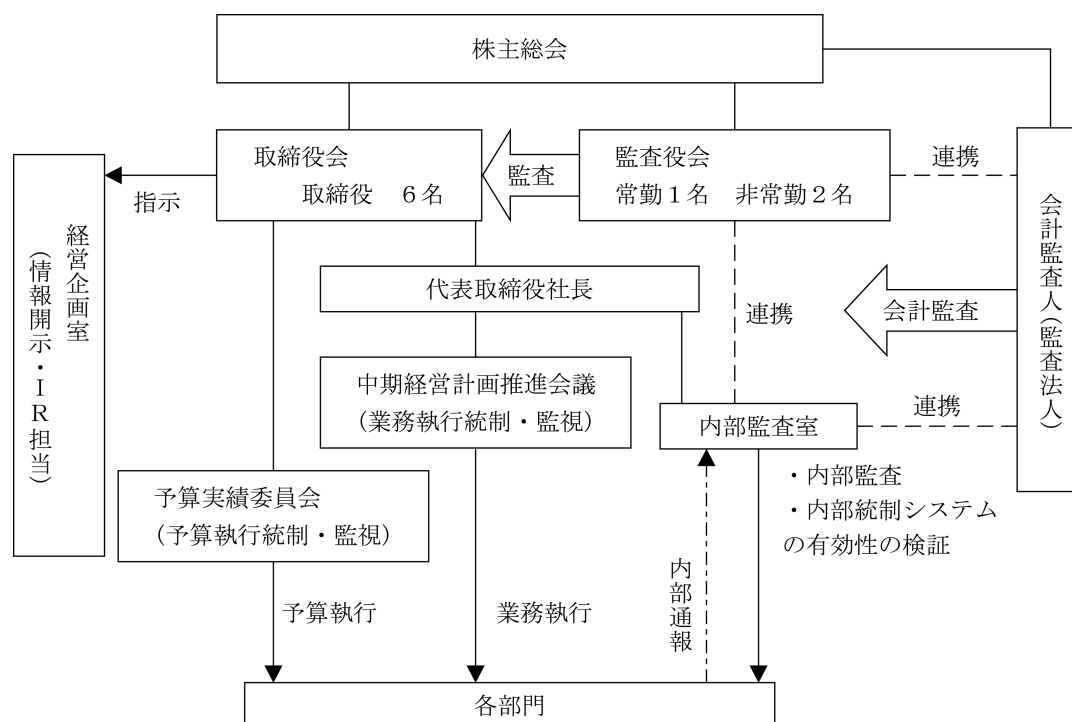 株主総会
取締役会
取締役　６名
監査
監査役会
常勤１名　非常勤２名
連携
指示
経営企画室
（情報開示・ＩＲ担当）
会計監査人（監査法人）
代表取締役社長
連携
会計監査
中期経営計画推進会議
（業務執行統制・監視）
内部監査室
連携
・内部監査
・内部統制システム
の有効性の検証
予算実績委員会
（予算執行統制・監視）
予算執行
業務執行
内部通報
各部門